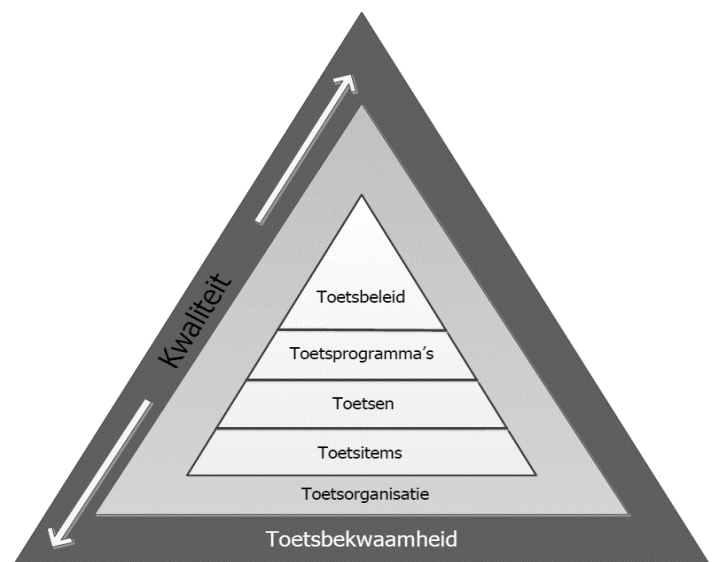 Kwaliteit
Toetsbeleid
Toetsprogramma's
Toetsen
Toetsitems
Toetsorganisatie
Toetsbekwaamheid